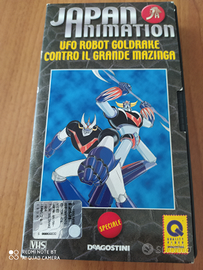 JAPAN
ANIMATION
UFO ROBOT GOLDRAKE
CONTRO IL GRANDE MAZINGA
SPECIALE
VHS
DEAGOSTINI
Q
REDMI NOTE 8T
AI QUAD CAMERA